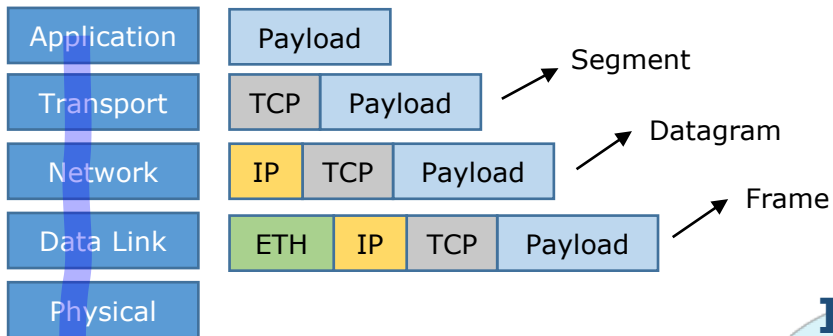 Application Payload
Segment
Transport TCP Payload
Datagram
Network IP TCP Payload
Frame
Data Link ETH IP TCP Payload
Physical